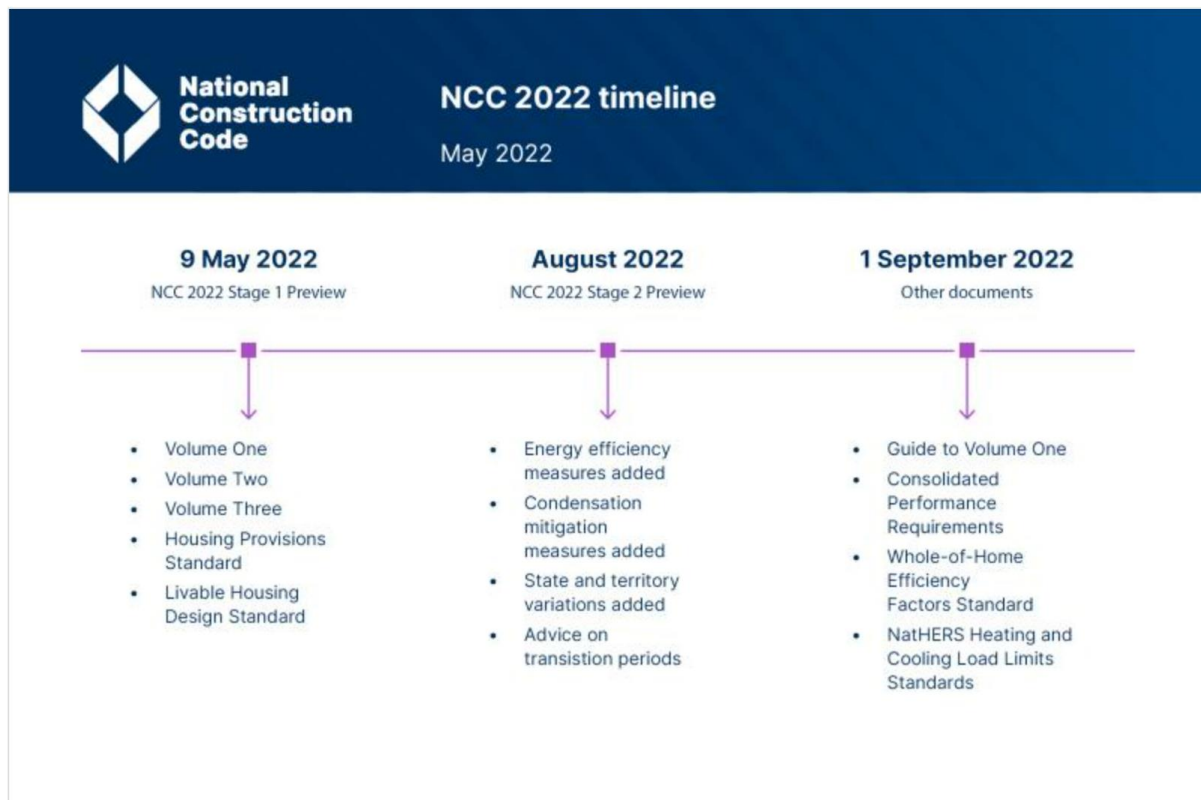 National
Construction
Code
NCC 2022 timeline
May 2022
9 May 2022
NCC 2022 Stage 1 Preview
• Volume One
• Volume Two
• Volume Three
• Housing Provisions
Standard
• Livable Housing
Design Standard
August 2022
NCC 2022 Stage 2 Preview
• Energy efficiency
measures added
• Condensation
mitigation
measures added
• State and territory
variations added
• Advice on
transistion periods
1 September 2022
Other documents
• Guide to Volume One
• Consolidated
Performance
Requirements
• Whole-of-Home
Efficiency
Factors Standard
• NatHERS Heating and
Cooling Load Limits
Standards